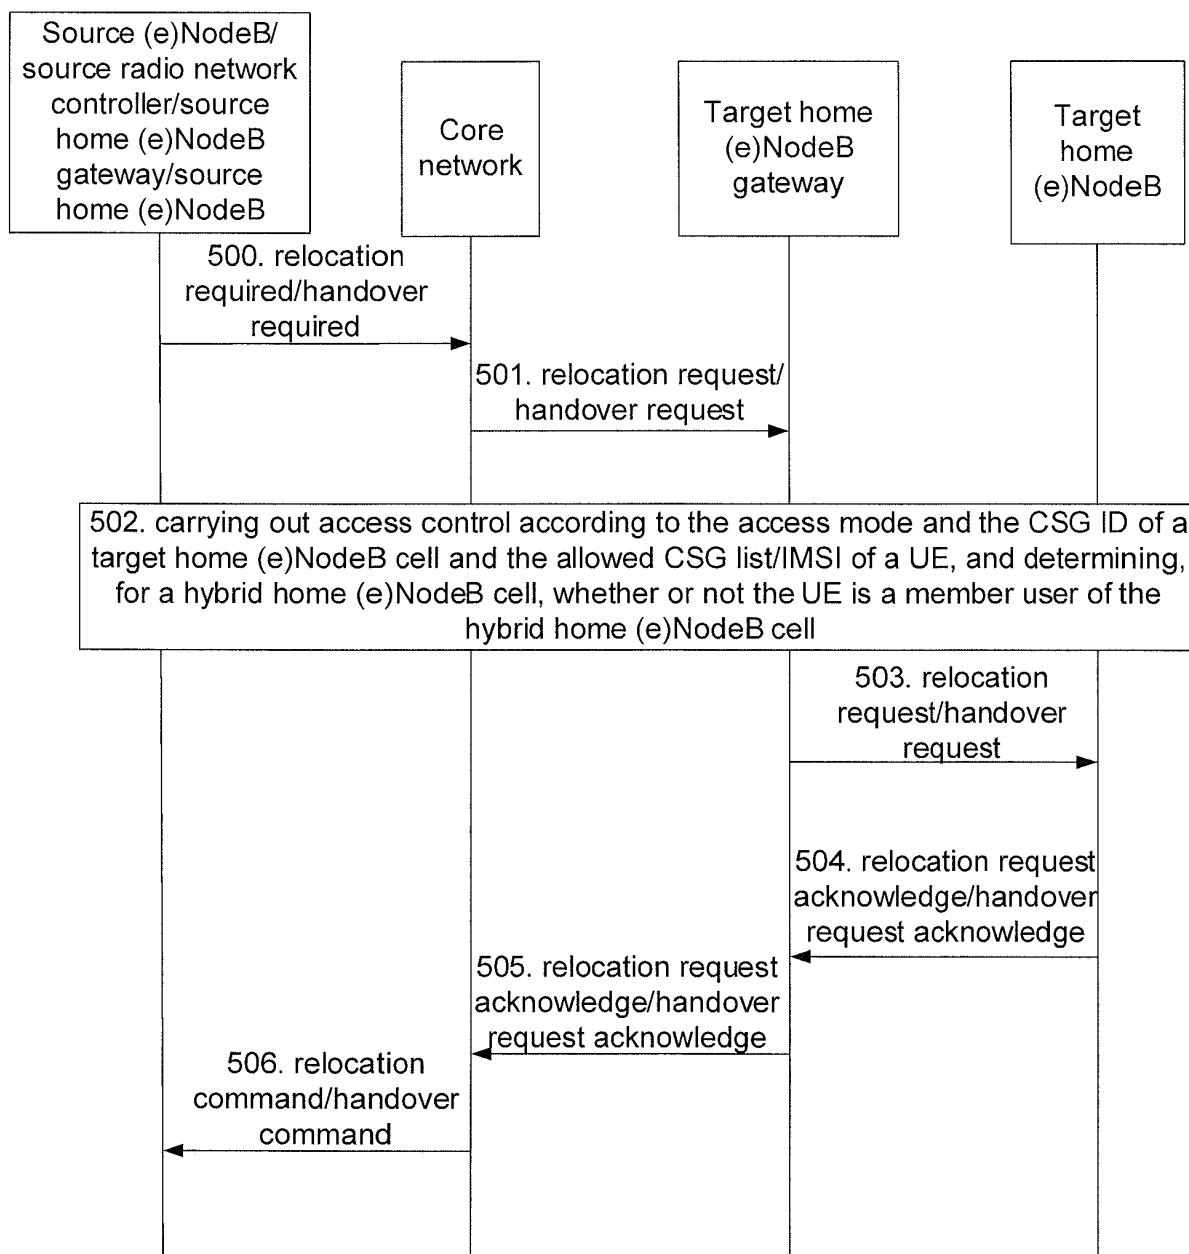 Source (e)NodeB/
source radio network
controller/source
home (e)NodeB
gateway/source
home (e)NodeB
Core
network
Target home
(e)NodeB
gateway
Target
home
(e)NodeB
500. relocation
required/handover
required
501. relocation request/
handover request
502. carrying out access control according to the access mode and the CSG ID of a
target home (e)NodeB cell and the allowed CSG list/IMSI of a UE, and determining,
for a hybrid home (e)NodeB cell, whether or not the UE is a member user of the
hybrid home (e)NodeB cell
503. relocation
request/handover
request
504. relocation request
acknowledge/handover
request acknowledge
505. relocation request
acknowledge/handover
request acknowledge
506. relocation
command/handover
command